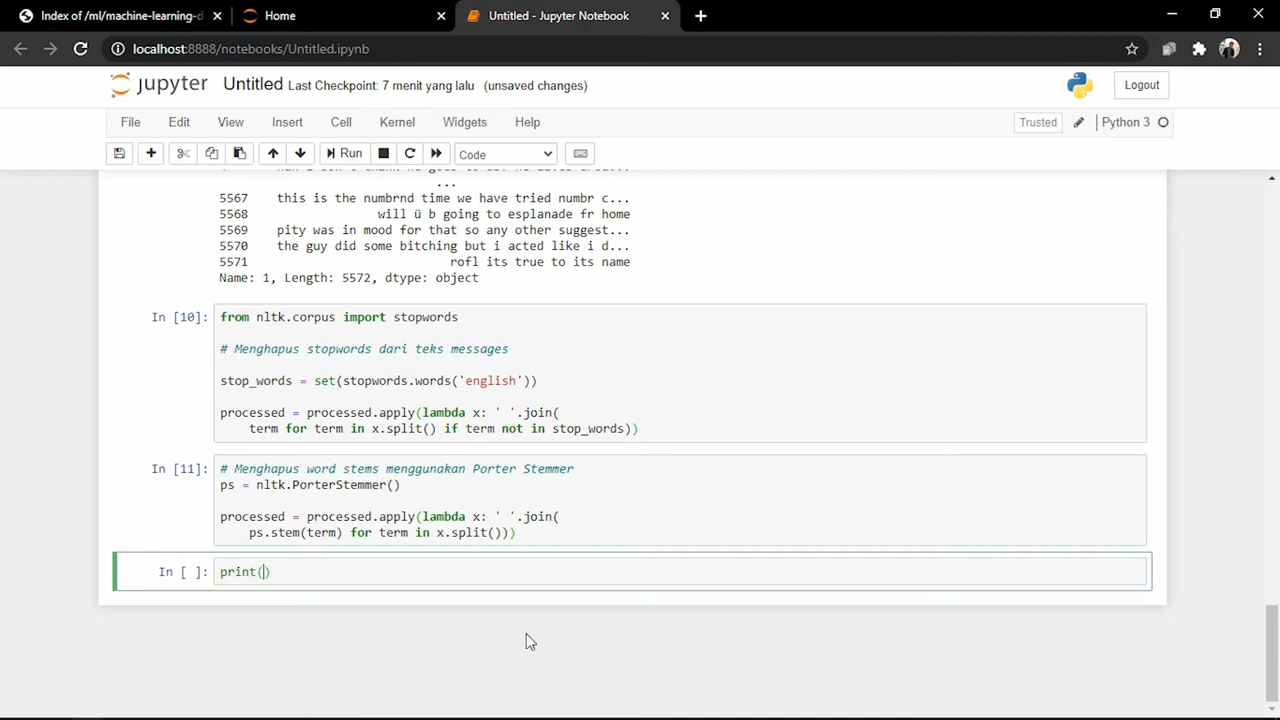 Index of /ml/machine-learning-d
Home
Untitled - Jupyter Notebook
localhost:8888/notebooks/Untitled.ipynb
jupyter Untitled Last Checkpoint: 7 menit yang lalu (unsaved changes)
Logout
File Edit View Insert Cell Kernel Widgets Help
Trusted Python 3
Run Code
...
5567 this is the numbrnd time we have tried numbr c...
5568 will ü b going to esplanade fr home
5569 pity was in mood for that so any other suggest...
5570 the guy did some bitching but i acted like i d...
5571 rofl its true to its name
Name: 1, Length: 5572, dtype: object
In [10]: from nltk.corpus import stopwords
# Menghapus stopwords dari teks messages
stop_words = set(stopwords.words('english'))
processed = processed.apply(lambda x: ' '.join(
term for term in x.split() if term not in stop_words))
In [11]: # Menghapus word stems menggunakan Porter Stemmer
ps = nltk.PorterStemmer()
processed = processed.apply(lambda x: ' '.join(
ps.stem(term) for term in x.split()))
In [ ]: print()